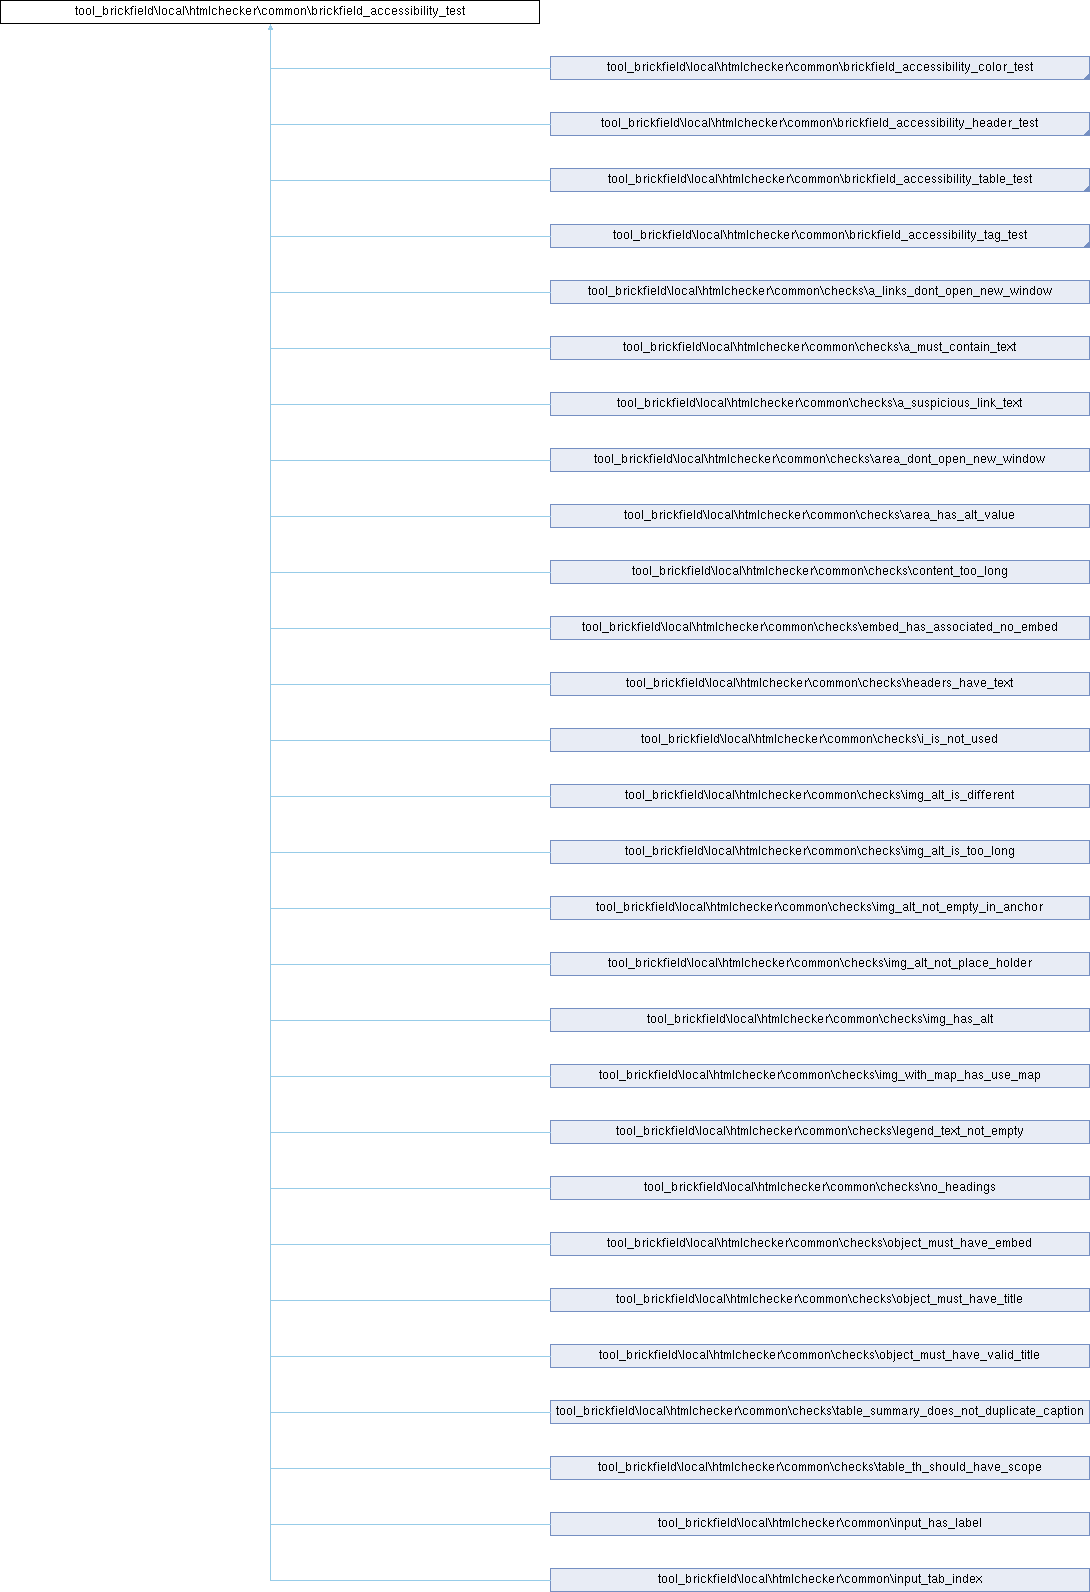 tool_brickfield\local\htmlchecker\common\brickfield_accessibility_test
tool_brickfield\local\htmlchecker\common\brickfield_accessibility_color_test
tool_brickfield\local\htmlchecker\common\brickfield_accessibility_header_test
tool_brickfield\local\htmlchecker\common\brickfield_accessibility_table_test
tool_brickfield\local\htmlchecker\common\brickfield_accessibility_tag_test
tool_brickfield\local\htmlchecker\common\checks\a_links_dont_open_new_window
tool_brickfield\local\htmlchecker\common\checks\a_must_contain_text
tool_brickfield\local\htmlchecker\common\checks\a_suspicious_link_text
tool_brickfield\local\htmlchecker\common\checks\area_dont_open_new_window
tool_brickfield\local\htmlchecker\common\checks\area_has_alt_value
tool_brickfield\local\htmlchecker\common\checks\content_too_long
tool_brickfield\local\htmlchecker\common\checks\embed_has_associated_no_embed
tool_brickfield\local\htmlchecker\common\checks\headers_have_text
tool_brickfield\local\htmlchecker\common\checks\i_is_not_used
tool_brickfield\local\htmlchecker\common\checks\img_alt_is_different
tool_brickfield\local\htmlchecker\common\checks\img_alt_is_too_long
tool_brickfield\local\htmlchecker\common\checks\img_alt_not_empty_in_anchor
tool_brickfield\local\htmlchecker\common\checks\img_alt_not_place_holder
tool_brickfield\local\htmlchecker\common\checks\img_has_alt
tool_brickfield\local\htmlchecker\common\checks\img_with_map_has_use_map
tool_brickfield\local\htmlchecker\common\checks\legend_text_not_empty
tool_brickfield\local\htmlchecker\common\checks\no_headings
tool_brickfield\local\htmlchecker\common\checks\object_must_have_embed
tool_brickfield\local\htmlchecker\common\checks\object_must_have_title
tool_brickfield\local\htmlchecker\common\checks\object_must_have_valid_title
tool_brickfield\local\htmlchecker\common\checks\table_summary_does_not_duplicate_caption
tool_brickfield\local\htmlchecker\common\checks\table_th_should_have_scope
tool_brickfield\local\htmlchecker\common\input_has_label
tool_brickfield\local\htmlchecker\common\input_tab_index